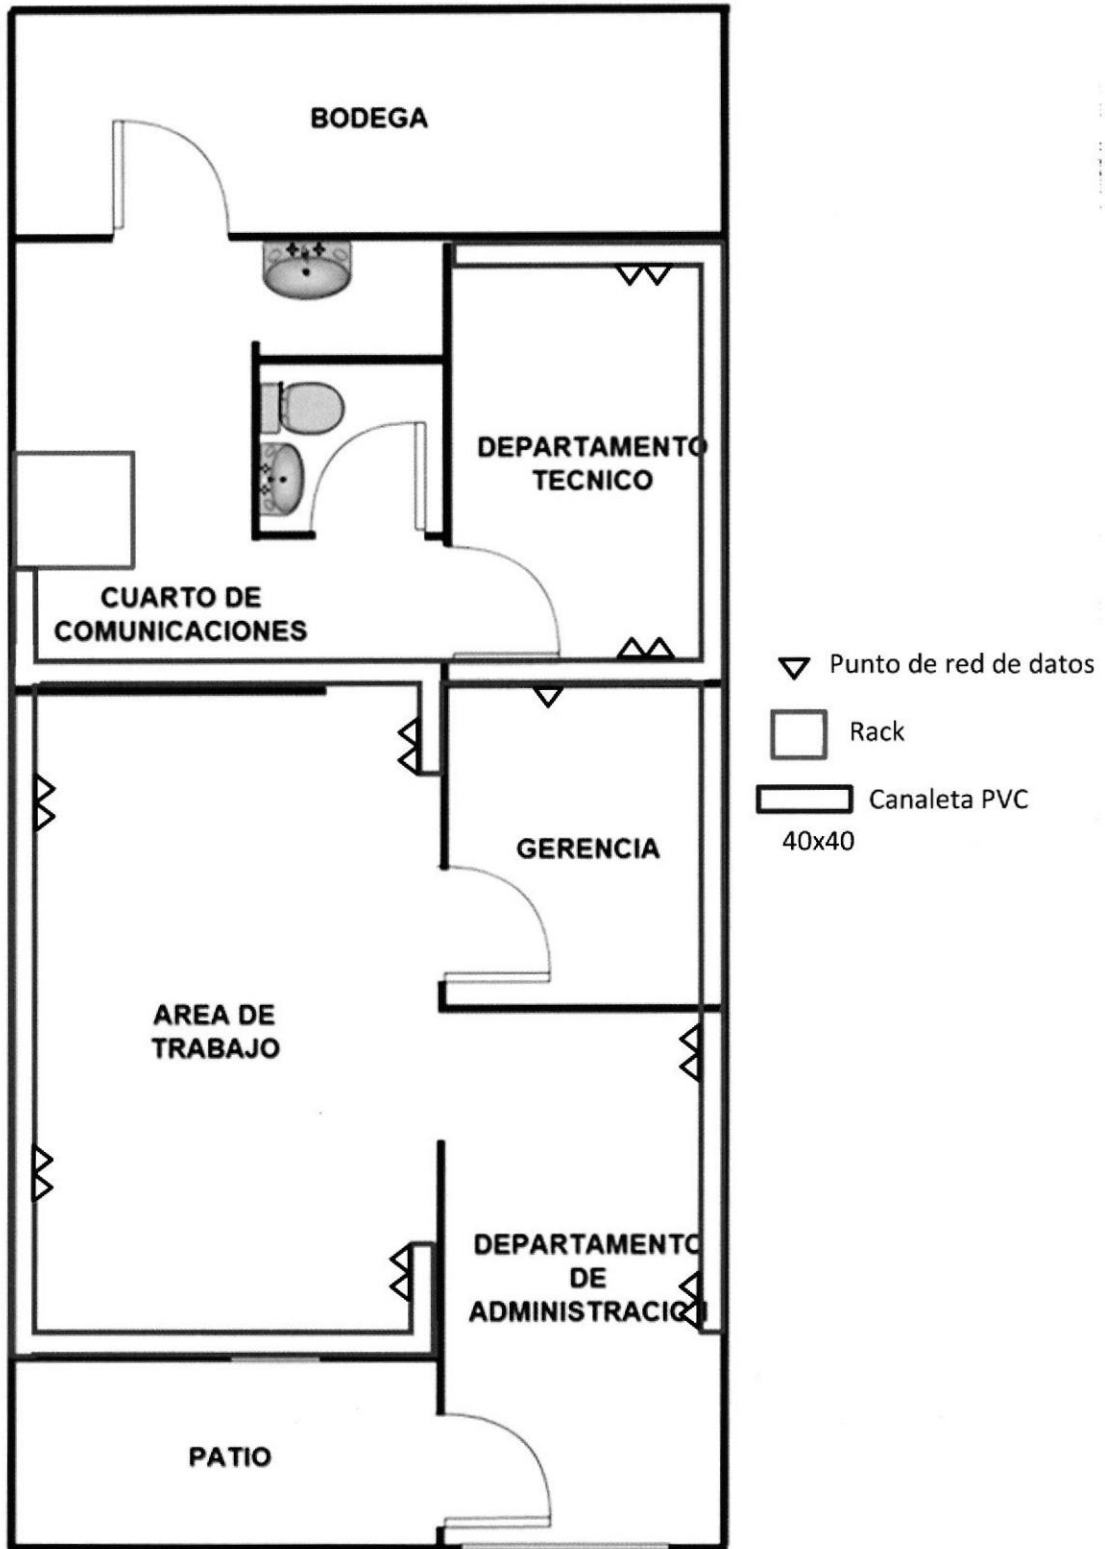 BODEGA
DEPARTAMENTO
TECNICO
CUARTO DE
COMUNICACIONES
Punto de red de datos
Rack
Canaleta PVC
40x40
GERENCIA
AREA DE
TRABAJO
DEPARTAMENTO
DE
ADMINISTRACION
PATIO